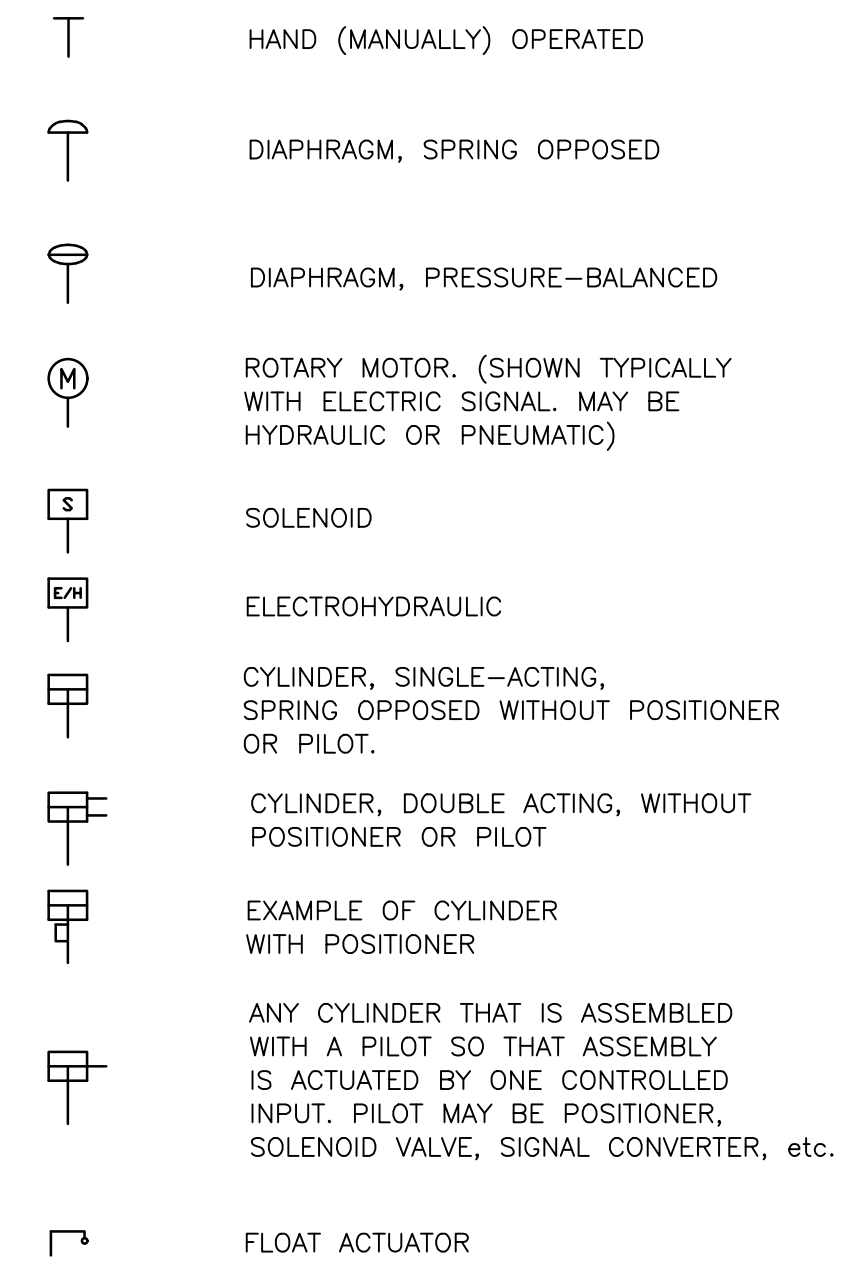 HAND (MANUALLY) OPERATED
DIAPHRAGM, SPRING OPPOSED
DIAPHRAGM, PRESSURE-BALANCED
M
ROTARY MOTOR. (SHOWN TYPICALLY
WITH ELECTRIC SIGNAL. MAY BE
HYDRAULIC OR PNEUMATIC)
S
SOLENOID
E/H
ELECTROHYDRAULIC
CYLINDER, SINGLE-ACTING,
SPRING OPPOSED WITHOUT POSITIONER
OR PILOT.
CYLINDER, DOUBLE ACTING, WITHOUT
POSITIONER OR PILOT
EXAMPLE OF CYLINDER
WITH POSITIONER
ANY CYLINDER THAT IS ASSEMBLED
WITH A PILOT SO THAT ASSEMBLY
IS ACTUATED BY ONE CONTROLLED
INPUT. PILOT MAY BE POSITIONER,
SOLENOID VALVE, SIGNAL CONVERTER, etc.
FLOAT ACTUATOR